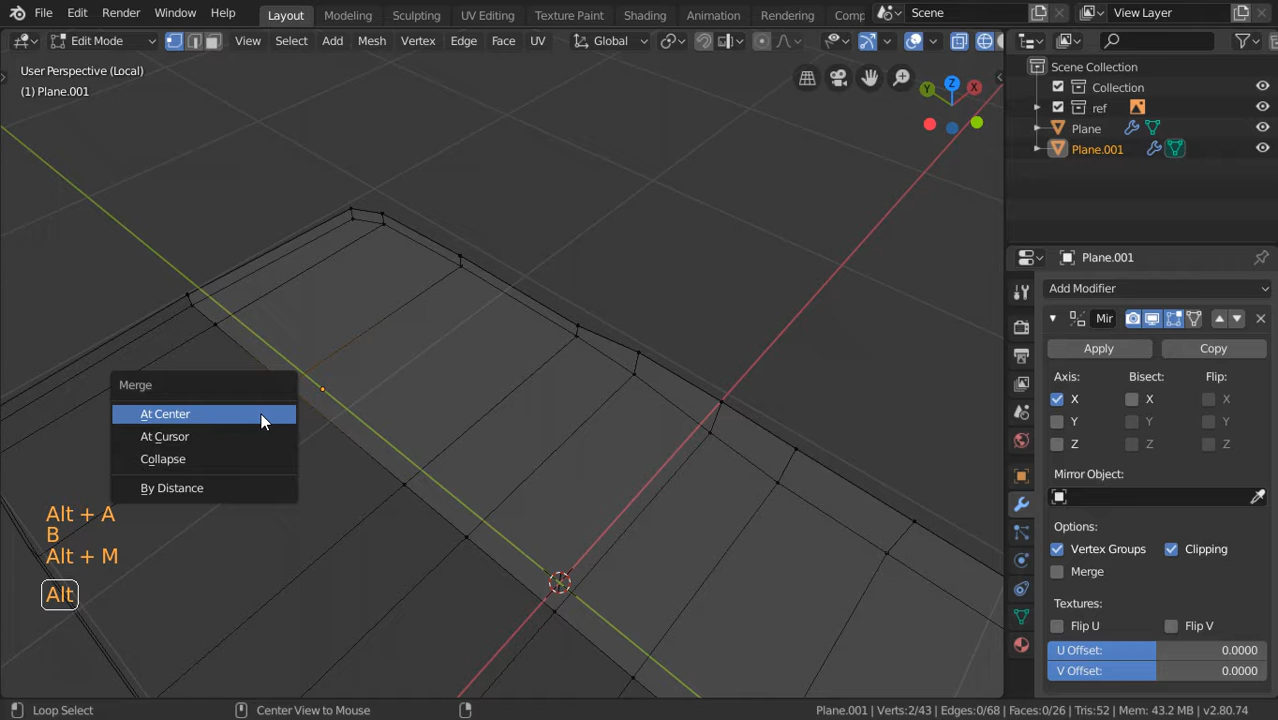 File Edit Render Window Help
Layout Modeling Sculpting UV Editing Texture Paint Shading Animation Rendering Comp
Scene
View Layer
Edit Mode
View Select Add Mesh Vertex Edge Face UV
Global
User Perspective (Local)
(1) Plane.001
Z
Y
X
Merge
At Center
At Cursor
Collapse
By Distance
Alt + A
B
Alt + M
Alt
Scene Collection
Collection
ref
Plane
Plane.001
Plane.001
Add Modifier
Mir
Apply
Copy
Axis: Bisect: Flip:
X X X
Y Y Y
Z Z Z
Mirror Object:
Options:
Vertex Groups Clipping
Merge
Textures:
Flip U Flip V
U Offset: 0.0000
V Offset: 0.0000
Loop Select
Center View to Mouse
Plane.001 | Verts:2/43 | Edges:0/68 | Faces:0/26 | Tris:52 | Mem: 43.2 MB | v2.80.74